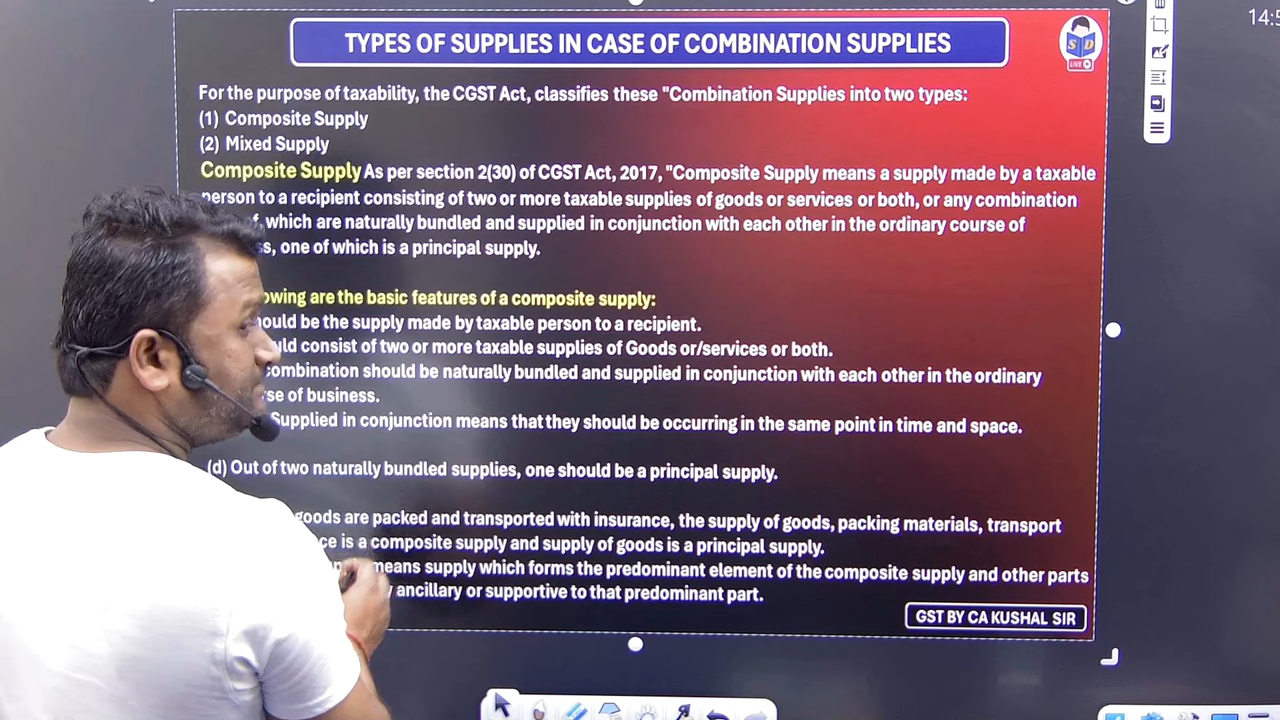 14:5
TYPES OF SUPPLIES IN CASE OF COMBINATION SUPPLIES
S D
LIVE
For the purpose of taxability, the CGST Act, classifies these "Combination Supplies into two types:
(1) Composite Supply
(2) Mixed Supply
Composite Supply As per section 2(30) of CGST Act, 2017, "Composite Supply means a supply made by a taxable
person to a recipient consisting of two or more taxable supplies of goods or services or both, or any combination
which are naturally bundled and supplied in conjunction with each other in the ordinary course of
one of which is a principal supply.
are the basic features of a composite supply:
be the supply made by taxable person to a recipient.
consist of two or more taxable supplies of Goods or/services or both.
combination should be naturally bundled and supplied in conjunction with each other in the ordinary
of business.
Supplied in conjunction means that they should be occurring in the same point in time and space.
(d) Out of two naturally bundled supplies, one should be a principal supply.
goods are packed and transported with insurance, the supply of goods, packing materials, transport
is a composite supply and supply of goods is a principal supply.
means supply which forms the predominant element of the composite supply and other parts
ancillary or supportive to that predominant part.
GST BY CA KUSHAL SIR